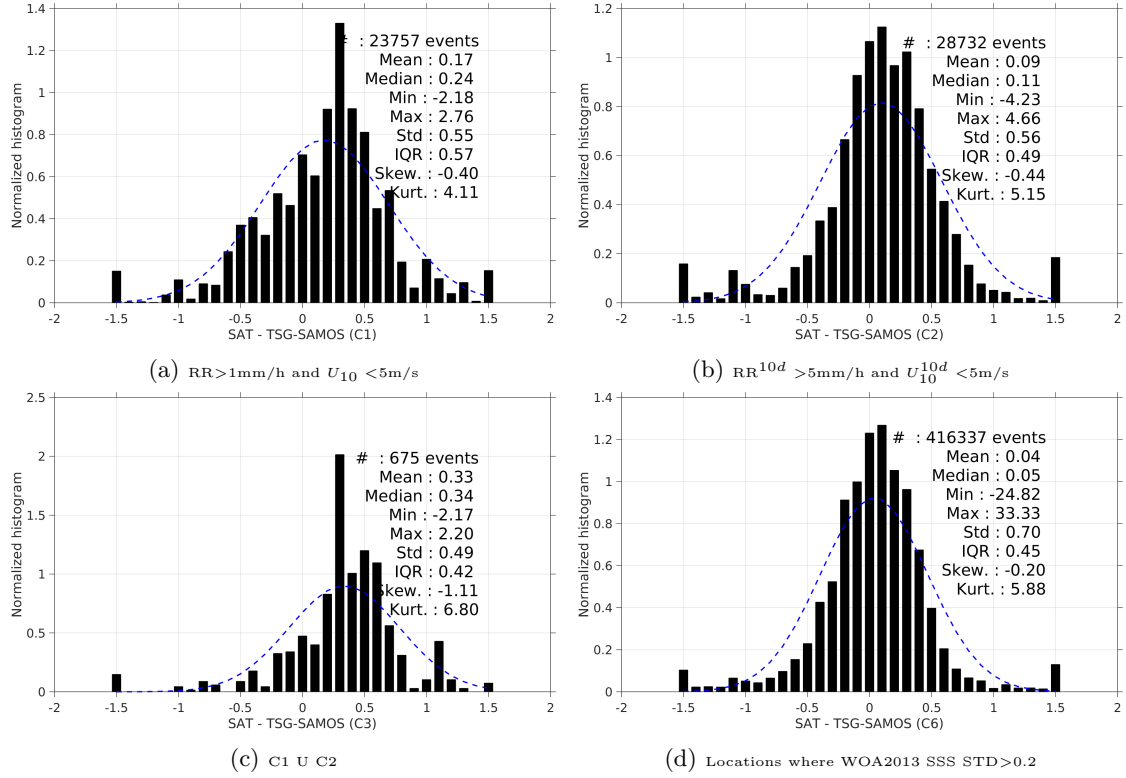 1.4
1.2
1
0.8
0.6
0.4
0.2
0
Normalized histogram
# : 23757 events
Mean : 0.17
Median : 0.24
Min : -2.18
Max : 2.76
Std : 0.55
IQR : 0.57
Skew. : -0.40
Kurt. : 4.11
-2 -1.5 -1 -0.5 0 0.5 1 1.5 2
SAT - TSG-SAMOS (C1)
(a) RR>1mm/h and U10 <5m/s
1.2
1
0.8
0.6
0.4
0.2
0
Normalized histogram
# : 28732 events
Mean : 0.09
Median : 0.11
Min : -4.23
Max : 4.66
Std : 0.56
IQR : 0.49
Skew. : -0.44
Kurt. : 5.15
-2 -1.5 -1 -0.5 0 0.5 1 1.5 2
SAT - TSG-SAMOS (C2)
(b) RR10d >5mm/h and U10d10 <5m/s
2.5
2
1.5
1
0.5
0
Normalized histogram
# : 675 events
Mean : 0.33
Median : 0.34
Min : -2.17
Max : 2.20
Std : 0.49
IQR : 0.42
Skew. : -1.11
Kurt. : 6.80
-2 -1.5 -1 -0.5 0 0.5 1 1.5 2
SAT - TSG-SAMOS (C3)
(c) C1 U C2
1.4
1.2
1
0.8
0.6
0.4
0.2
0
Normalized histogram
# : 416337 events
Mean : 0.04
Median : 0.05
Min : -24.82
Max : 33.33
Std : 0.70
IQR : 0.45
Skew. : -0.20
Kurt. : 5.88
-2 -1.5 -1 -0.5 0 0.5 1 1.5 2
SAT - TSG-SAMOS (C6)
(d) Locations where WOA2013 SSS STD>0.2